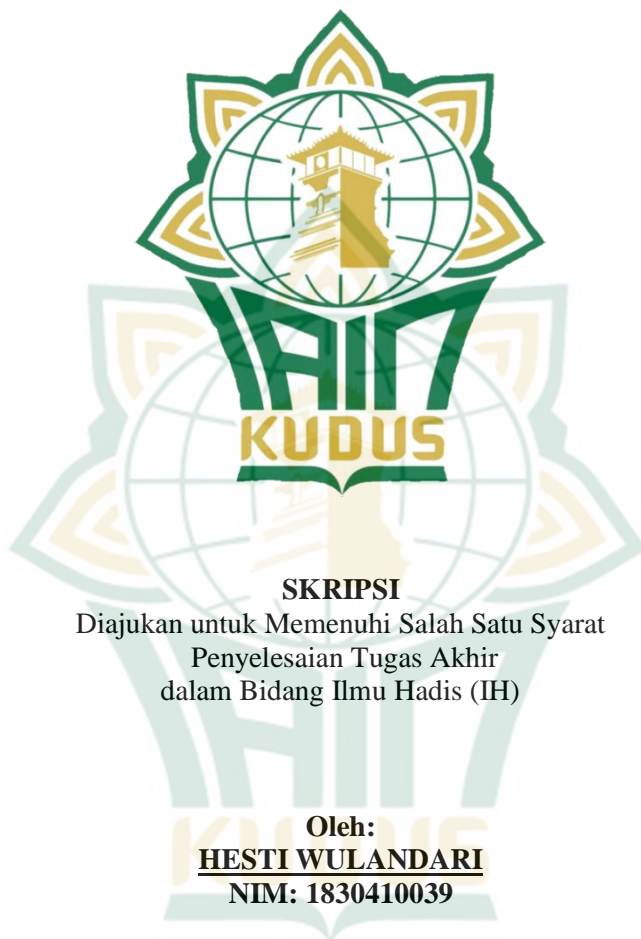 IAIN
KUDUS
SKRIPSI
Diajukan untuk Memenuhi Salah Satu Syarat
Penyelesaian Tugas Akhir
dalam Bidang Ilmu Hadis (IH)
Oleh:
HESTI WULANDARI
NIM: 1830410039